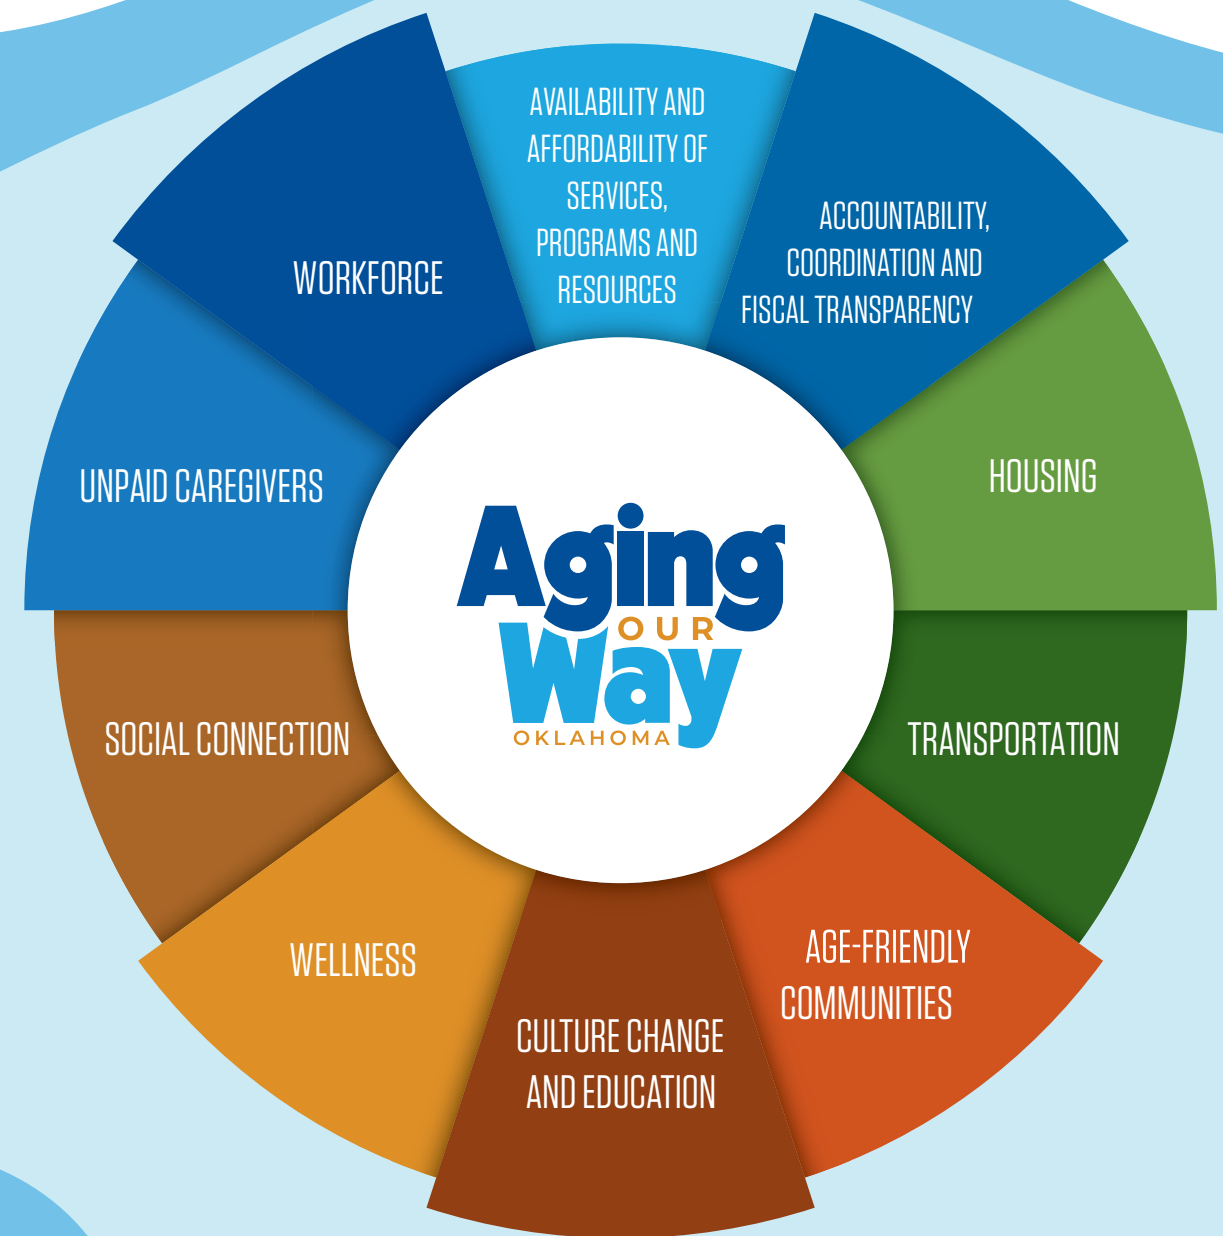 AVAILABILITY AND
AFFORDABILITY OF
SERVICES,
PROGRAMS AND
RESOURCES
ACCOUNTABILITY,
COORDINATION AND
FISCAL TRANSPARENCY
HOUSING
TRANSPORTATION
AGE-FRIENDLY
COMMUNITIES
CULTURE CHANGE
AND EDUCATION
WELLNESS
SOCIAL CONNECTION
UNPAID CAREGIVERS
WORKFORCE
Aging
OUR
Way
OKLAHOMA